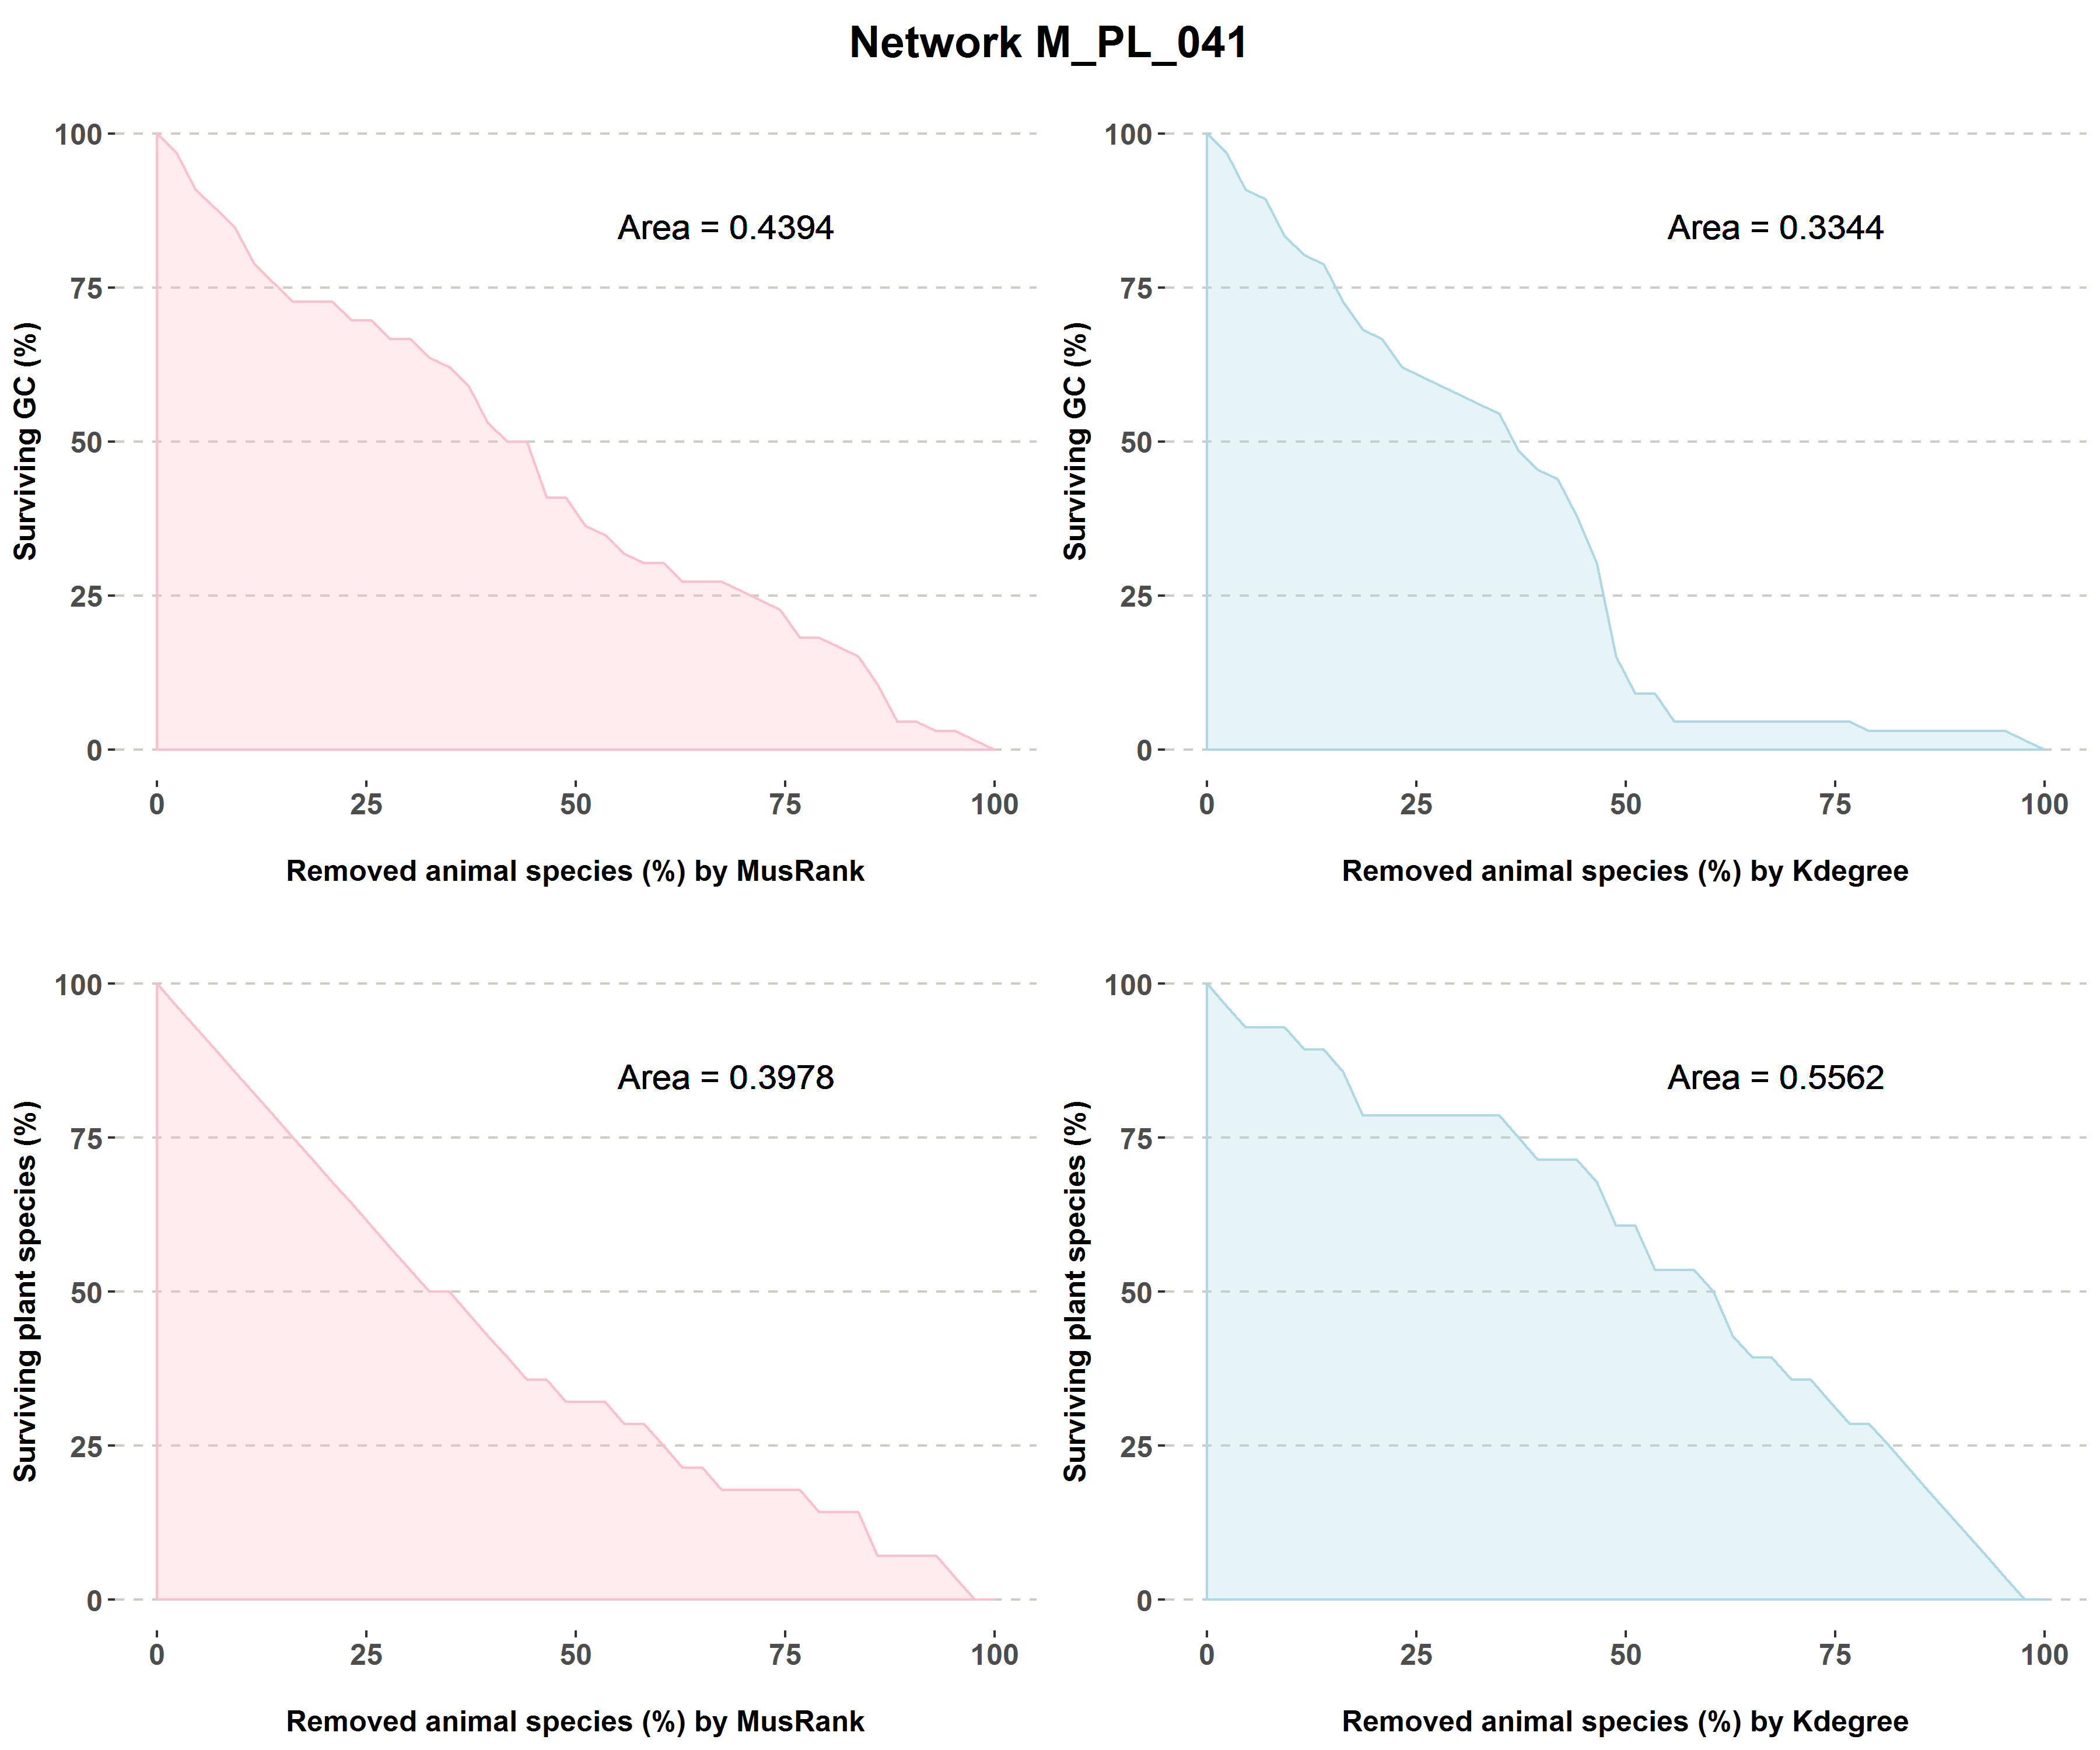 Network M_PL_041
100
75
50
25
0
Surviving GC (%)
Area = 0.4394
0 25 50 75 100
Removed animal species (%) by MusRank
100
75
50
25
0
Surviving GC (%)
Area = 0.3344
0 25 50 75 100
Removed animal species (%) by Kdegree
100
75
50
25
0
Surviving plant species (%)
Area = 0.3978
0 25 50 75 100
Removed animal species (%) by MusRank
100
75
50
25
0
Surviving plant species (%)
Area = 0.5562
0 25 50 75 100
Removed animal species (%) by Kdegree